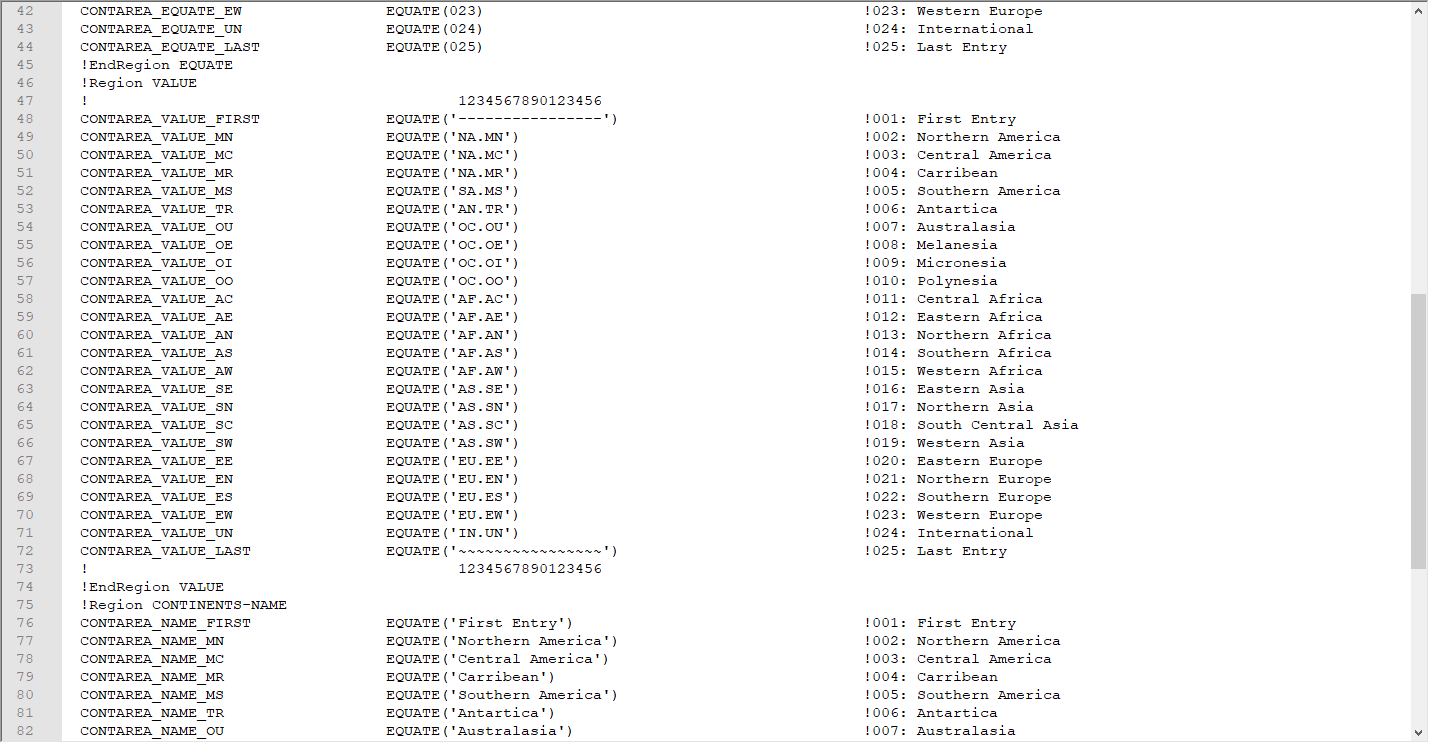 42 CONTAREA_EQUATE_EW EQUATE(023) !023: Western Europe
43 CONTAREA_EQUATE_UN EQUATE(024) !024: International
44 CONTAREA_EQUATE_LAST EQUATE(025) !025: Last Entry
45 !EndRegion EQUATE
46 !Region VALUE
47 ! 1234567890123456
48 CONTAREA_VALUE_FIRST EQUATE('----------------') !001: First Entry
49 CONTAREA_VALUE_MN EQUATE('NA.MN') !002: Northern America
50 CONTAREA_VALUE_MC EQUATE('NA.MC') !003: Central America
51 CONTAREA_VALUE_MR EQUATE('NA.MR') !004: Carribean
52 CONTAREA_VALUE_MS EQUATE('SA.MS') !005: Southern America
53 CONTAREA_VALUE_TR EQUATE('AN.TR') !006: Antartica
54 CONTAREA_VALUE_OU EQUATE('OC.OU') !007: Australasia
55 CONTAREA_VALUE_OE EQUATE('OC.OE') !008: Melanesia
56 CONTAREA_VALUE_OI EQUATE('OC.OI') !009: Micronesia
57 CONTAREA_VALUE_OO EQUATE('OC.OO') !010: Polynesia
58 CONTAREA_VALUE_AC EQUATE('AF.AC') !011: Central Africa
59 CONTAREA_VALUE_AE EQUATE('AF.AE') !012: Eastern Africa
60 CONTAREA_VALUE_AN EQUATE('AF.AN') !013: Northern Africa
61 CONTAREA_VALUE_AS EQUATE('AF.AS') !014: Southern Africa
62 CONTAREA_VALUE_AW EQUATE('AF.AW') !015: Western Africa
63 CONTAREA_VALUE_SE EQUATE('AS.SE') !016: Eastern Asia
64 CONTAREA_VALUE_SN EQUATE('AS.SN') !017: Northern Asia
65 CONTAREA_VALUE_SC EQUATE('AS.SC') !018: South Central Asia
66 CONTAREA_VALUE_SW EQUATE('AS.SW') !019: Western Asia
67 CONTAREA_VALUE_EE EQUATE('EU.EE') !020: Eastern Europe
68 CONTAREA_VALUE_EN EQUATE('EU.EN') !021: Northern Europe
69 CONTAREA_VALUE_ES EQUATE('EU.ES') !022: Southern Europe
70 CONTAREA_VALUE_EW EQUATE('EU.EW') !023: Western Europe
71 CONTAREA_VALUE_UN EQUATE('IN.UN') !024: International
72 CONTAREA_VALUE_LAST EQUATE('~~~~~~~~~~~~~~~~') !025: Last Entry
73 ! 1234567890123456
74 !EndRegion VALUE
75 !Region CONTINENTS-NAME
76 CONTAREA_NAME_FIRST EQUATE('First Entry') !001: First Entry
77 CONTAREA_NAME_MN EQUATE('Northern America') !002: Northern America
78 CONTAREA_NAME_MC EQUATE('Central America') !003: Central America
79 CONTAREA_NAME_MR EQUATE('Carribean') !004: Carribean
80 CONTAREA_NAME_MS EQUATE('Southern America') !005: Southern America
81 CONTAREA_NAME_TR EQUATE('Antartica') !006: Antartica
82 CONTAREA_NAME_OU EQUATE('Australasia') !007: Australasia